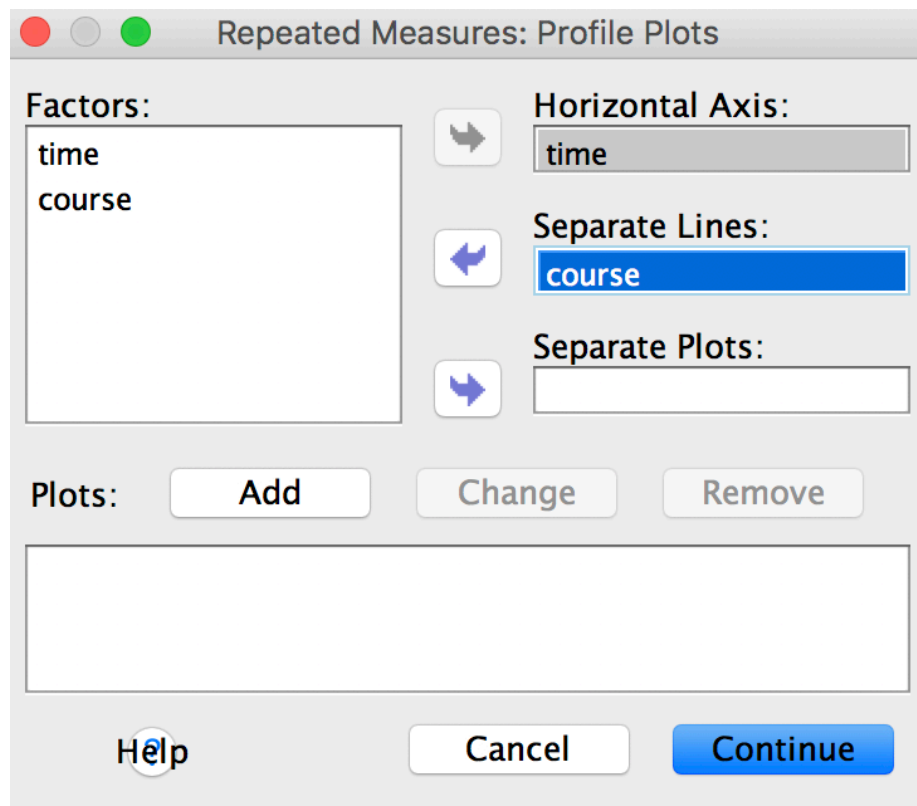 Repeated Measures: Profile Plots
Factors:
time
course
Horizontal Axis:
time
Separate Lines:
course
Separate Plots:
Plots:
Add
Change
Remove
Help
Cancel
Continue